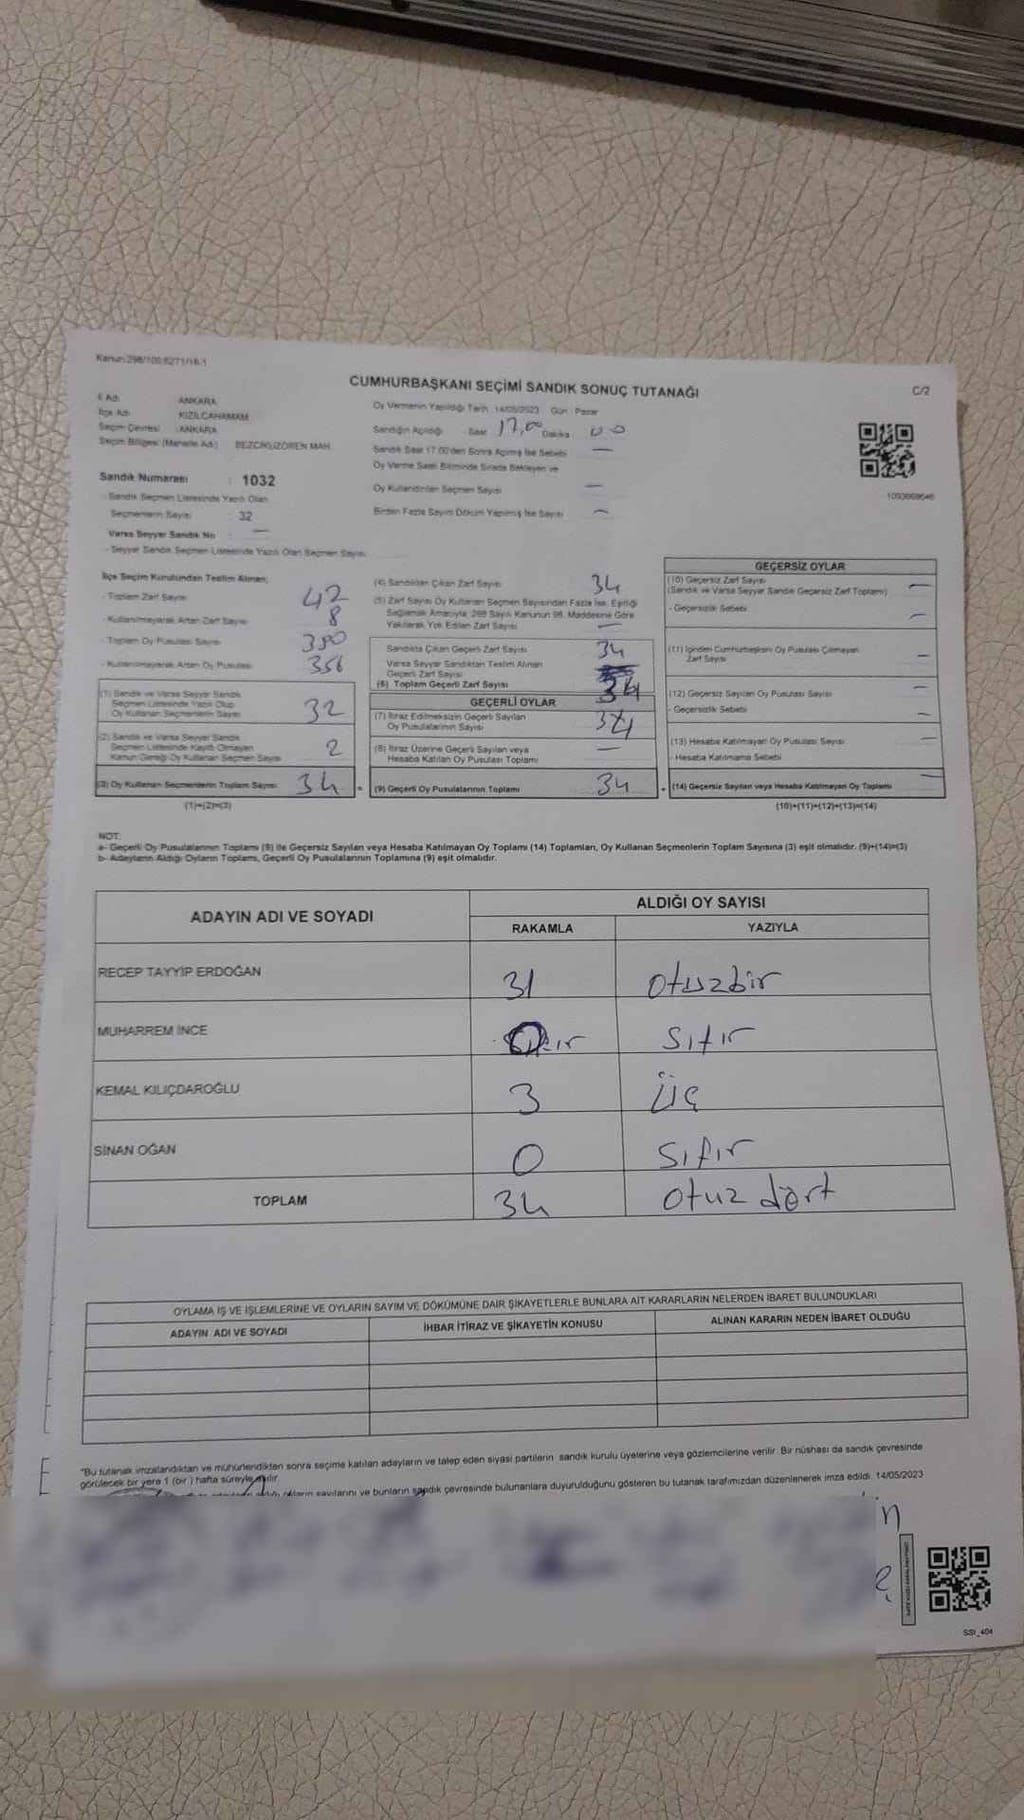 Kanun:298/100,6271/16-1
CUMHURBAŞKANI SEÇİMİ SANDIK SONUÇ TUTANAĞI
C/2
İl Adı ANKARA
İlçe Adı KIZILCAHAMAM
Seçim Çevresi : ANKARA
Seçim Bölgesi (Mahalle Adı) BEZCİKUZÖREN MAH.
Oy Vermenin Yapıldığı Tarih : 14/05/2023 Gün : Pazar
Sandığın Açıldığı Saat 17,00 Dakika 00
Sandık Saat 17.00'den Sonra Açılmış İse Sebebi —
Oy Verme Saati Bitiminde Sırada Bekleyen ve
Oy Kullandırılan Seçmen Sayısı —
Birden Fazla Sayım Döküm Yapılmış İse Sayısı —
Sandık Numarası : 1032
- Sandık Seçmen Listesinde Yazılı Olan
Seçmenlerin Sayısı : 32
Varsa Seyyar Sandık No : —
- Seyyar Sandık Seçmen Listesinde Yazılı Olan Seçmen Sayısı
İlçe Seçim Kurulundan Teslim Alınan;
- Toplam Zarf Sayısı 42
- Kullanılmayarak Artan Zarf Sayısı 8
- Toplam Oy Pusulası Sayısı 390
- Kullanılmayarak Artan Oy Pusulası 356
(1) Sandık ve Varsa Seyyar Sandık
Seçmen Listesinde Yazılı Olup
Oy Kullanan Seçmenlerin Sayısı 32
(2) Sandık ve Varsa Seyyar Sandık
Seçmen Listesinde Kayıtlı Olmayan
Kanun Gereği Oy Kullanan Seçmen Sayısı 2
(3) Oy Kullanan Seçmenlerin Toplam Sayısı 34
(1)+(2)=(3)
(4) Sandıktan Çıkan Zarf Sayısı 34
(5) Zarf Sayısı Oy Kullanan Seçmen Sayısından Fazla İse, Eşitliği
Sağlamak Amacıyla, 298 Sayılı Kanunun 98. Maddesine Göre
Yakılarak Yok Edilen Zarf Sayısı —
Sandıkta Çıkan Geçerli Zarf Sayısı 34
Varsa Seyyar Sandıktan Teslim Alınan
Geçerli Zarf Sayısı
(6) Toplam Geçerli Zarf Sayısı 34
GEÇERLİ OYLAR
(7) İtiraz Edilmeksizin Geçerli Sayılan
Oy Pusulalarının Sayısı 34
(8) İtiraz Üzerine Geçerli Sayılan veya
Hesaba Katılan Oy Pusulası Toplamı —
(9) Geçerli Oy Pusulalarının Toplamı 34
1093669646
GEÇERSİZ OYLAR
(10) Geçersiz Zarf Sayısı
(Sandık ve Varsa Seyyar Sandık Geçersiz Zarf Toplamı) —
- Geçersizlik Sebebi —
(11) İçinden Cumhurbaşkanı Oy Pusulası Çıkmayan
Zarf Sayısı —
(12) Geçersiz Sayılan Oy Pusulası Sayısı —
- Geçersizlik Sebebi —
(13) Hesaba Katılmayan Oy Pusulası Sayısı —
- Hesaba Katılmama Sebebi
(14) Geçersiz Sayılan veya Hesaba Katılmayan Oy Toplamı —
(10)+(11)+(12)+(13)=(14)
NOT:
a- Geçerli Oy Pusulalarının Toplamı (9) ile Geçersiz Sayılan veya Hesaba Katılmayan Oy Toplamı (14) Toplamları, Oy Kullanan Seçmenlerin Toplam Sayısına (3) eşit olmalıdır. (9)+(14)=(3)
b- Adayların Aldığı Oyların Toplamı, Geçerli Oy Pusulalarının Toplamına (9) eşit olmalıdır.
ADAYIN ADI VE SOYADI
ALDIĞI OY SAYISI
RAKAMLA YAZIYLA
RECEP TAYYİP ERDOĞAN 31 otuzbir
MUHARREM İNCE 0 sıfır
KEMAL KILIÇDAROĞLU 3 üç
SİNAN OĞAN 0 sıfır
TOPLAM 34 otuz dört
OYLAMA İŞ VE İŞLEMLERİNE VE OYLARIN SAYIM VE DÖKÜMÜNE DAİR ŞİKAYETLERLE BUNLARA AİT KARARLARIN NELERDEN İBARET BULUNDUKLARI
ADAYIN ADI VE SOYADI İHBAR İTİRAZ VE ŞİKAYETİN KONUSU ALINAN KARARIN NEDEN İBARET OLDUĞU
"Bu tutanak imzalandıktan ve mühürlendikten sonra seçime katılan adayların ve talep eden siyasi partilerin sandık kurulu üyelerine veya gözlemcilerine verilir. Bir nüshası da sandık çevresinde
görülecek bir yere 1 (bir ) hafta süreyle asılır.
oyların sayılarını ve bunların sandık çevresinde bulunanlara duyurulduğunu gösteren bu tutanak tarafımızdan düzenlenerek imza edildi. 14/05/2023
SSI_404